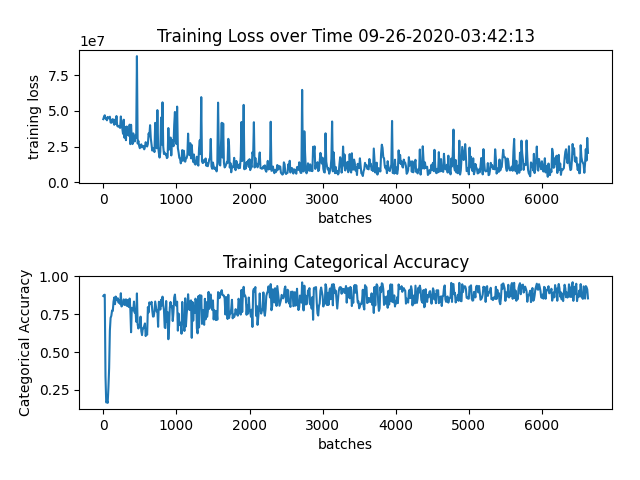 Training Loss over Time 09-26-2020-03:42:13
1e7
training loss
7.5
5.0
2.5
0.0
0 1000 2000 3000 4000 5000 6000
batches
Training Categorical Accuracy
Categorical Accuracy
1.00
0.75
0.50
0.25
0 1000 2000 3000 4000 5000 6000
batches